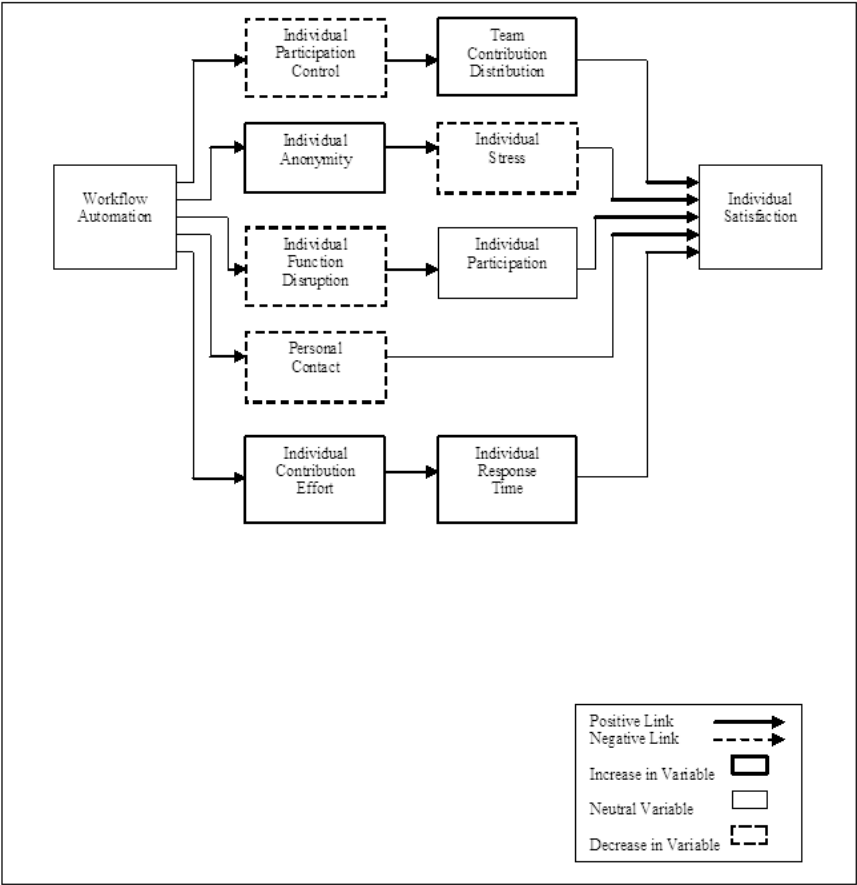 Individual
Participation
Control
Team
Contribution
Distribution
Individual
Anonymity
Individual
Stress
Workflow
Automation
Individual
Satisfaction
Individual
Function
Disruption
Individual
Participation
Personal
Contact
Individual
Contribution
Effort
Individual
Response
Time
Positive Link
Negative Link
Increase in Variable
Neutral Variable
Decrease in Variable